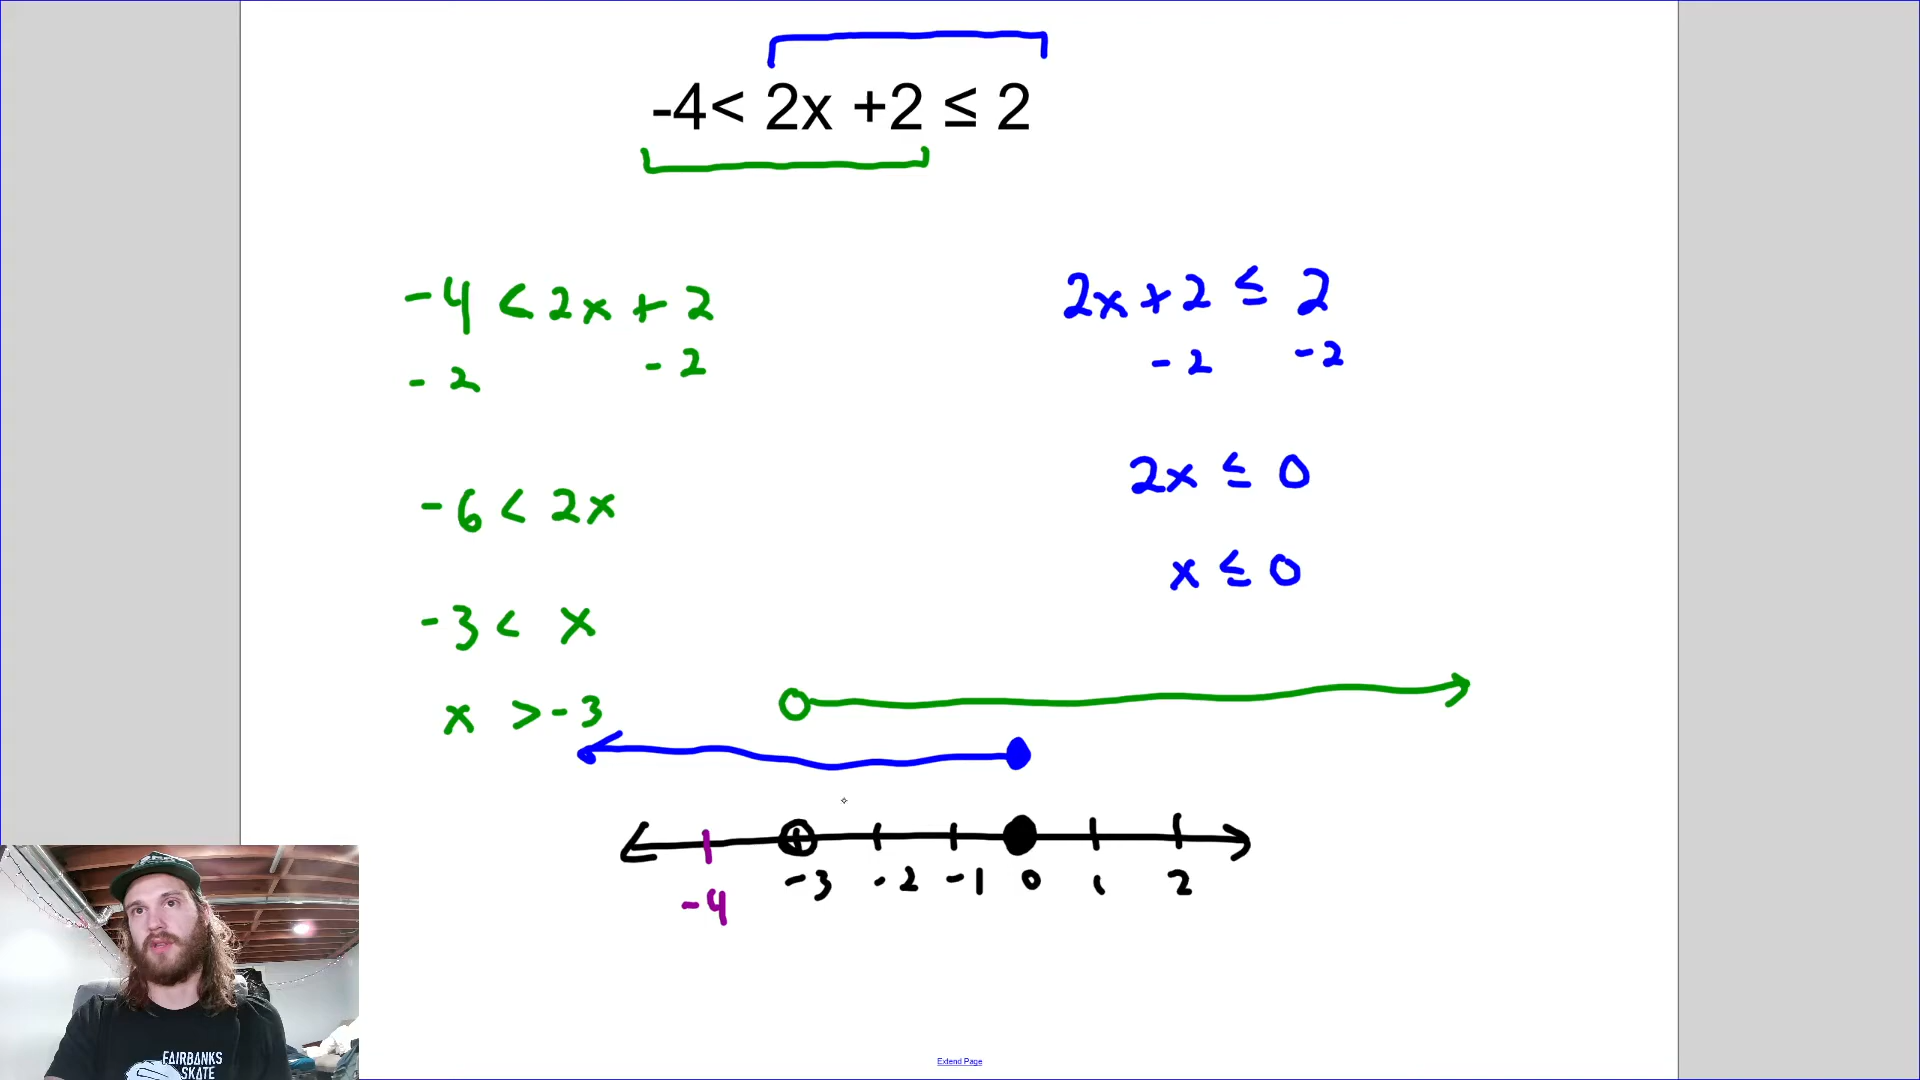 -4< 2x +2 ≤ 2
-4 < 2x + 2
-2 -2
-6 < 2x
-3 < x
x > -3
2x + 2 ≤ 2
-2 -2
2x ≤ 0
x ≤ 0
-4 -3 -2 -1 0 1 2
FAIRBANKS
SKATE
Extend Page